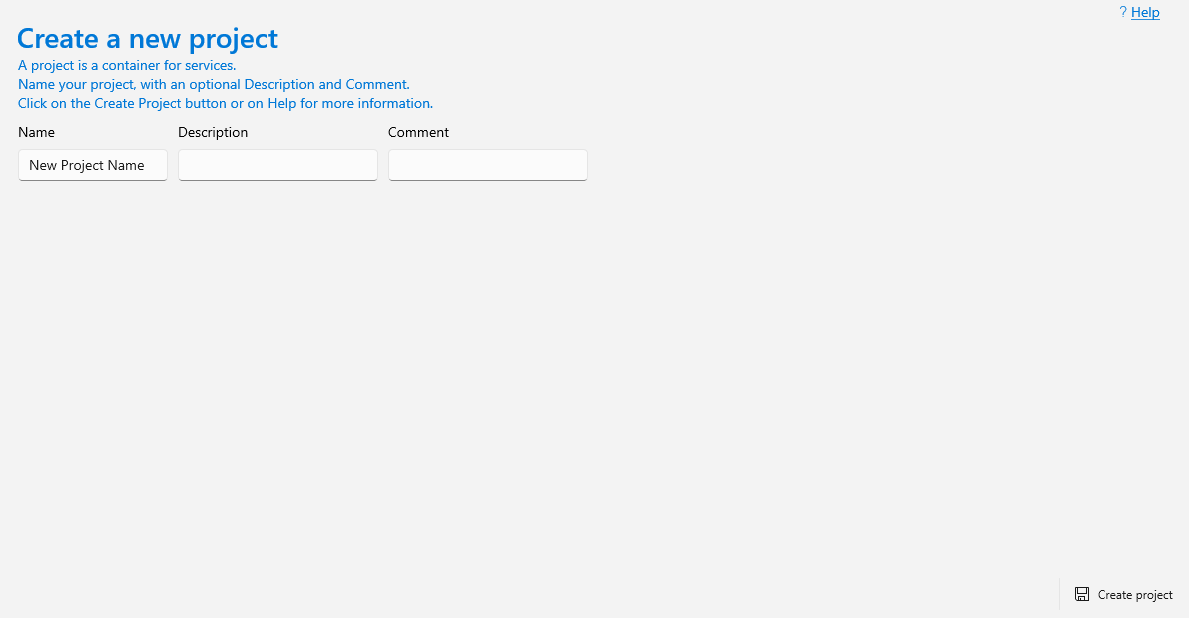 ? Help
Create a new project
A project is a container for services.
Name your project, with an optional Description and Comment.
Click on the Create Project button or on Help for more information.
Name Description Comment
New Project Name
Create project